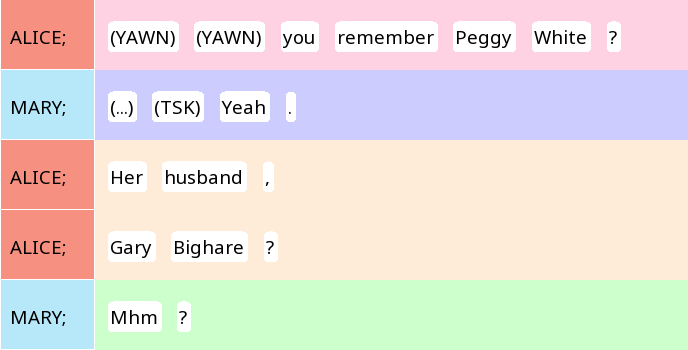 ALICE; (YAWN) (YAWN) you remember Peggy White ?
MARY; (...) (TSK) Yeah .
ALICE; Her husband ,
ALICE; Gary Bighare ?
MARY; Mhm ?